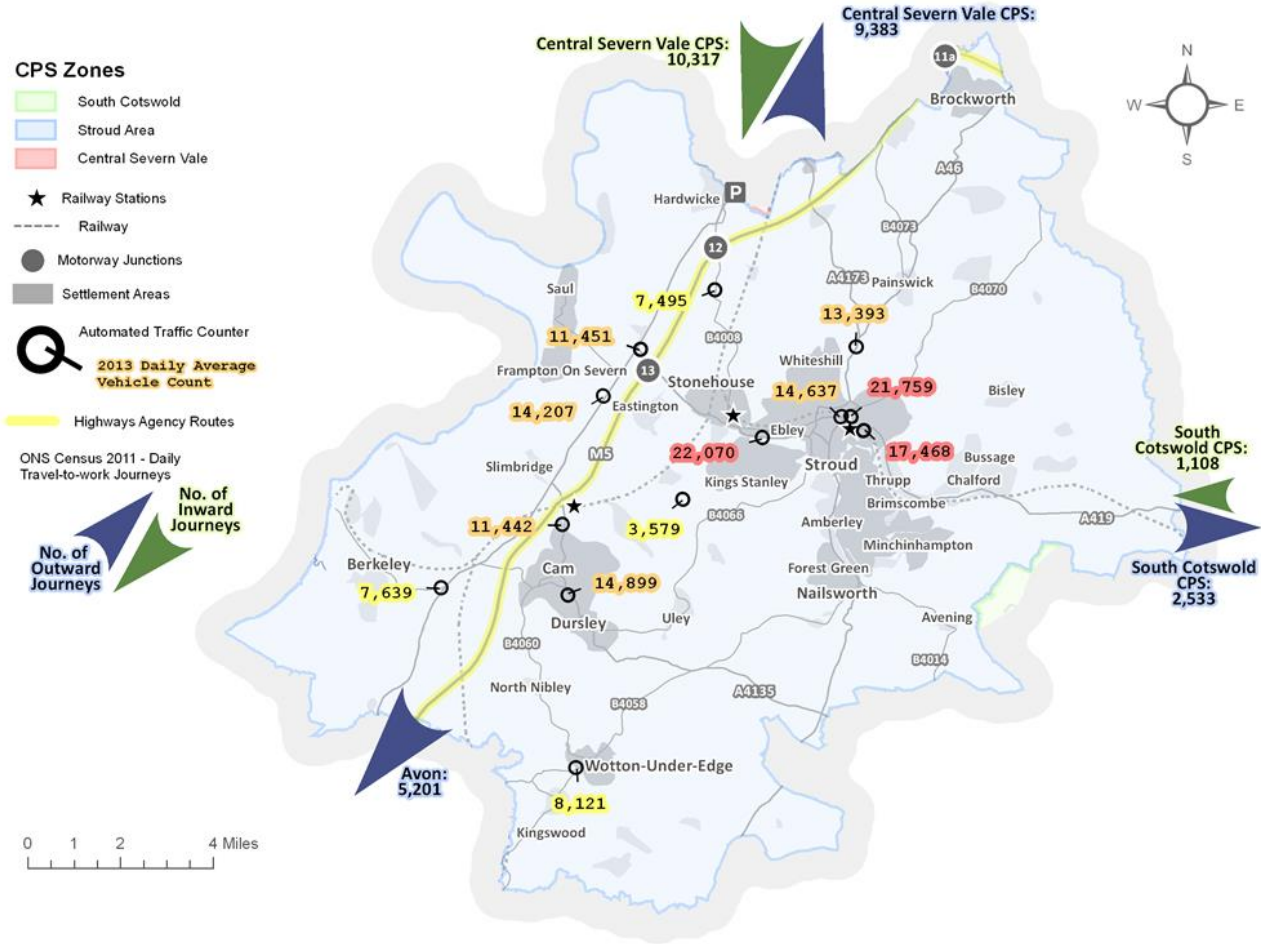 Central Severn Vale CPS:
9,383
Central Severn Vale CPS:
10,317
11a
Brockworth
N
W
E
S
CPS Zones
South Cotswold
Stroud Area
Central Severn Vale
Railway Stations
Railway
Motorway Junctions
Settlement Areas
Automated Traffic Counter
2013 Daily Average
Vehicle Count
Highways Agency Routes
ONS Census 2011 - Daily
Travel-to-work Journeys
No. of
Inward
Journeys
No. of
Outward
Journeys
A46
Hardwicke
P
B4073
12
A4173
Painswick
Saul
B4070
7,495
13,393
11,451
B4008
Whiteshill
Frampton On Severn
13
Stonehouse
14,637
21,759
Bisley
14,207
Eastington
Ebley
22,070
17,468
South
Cotswold CPS:
1,108
M5
Slimbridge
Stroud
Bussage
Kings Stanley
Thrupp
Chalford
Brimscombe
3,579
B4066
Amberley
A419
11,442
Minchinhampton
Berkeley
Cam
Forest Green
South Cotswold
CPS:
2,533
7,639
14,899
Nailsworth
Dursley
Uley
Avening
B4060
B4014
North Nibley
A4135
B4058
Avon:
5,201
Wotton-Under-Edge
8,121
Kingswood
0 1 2 4 Miles